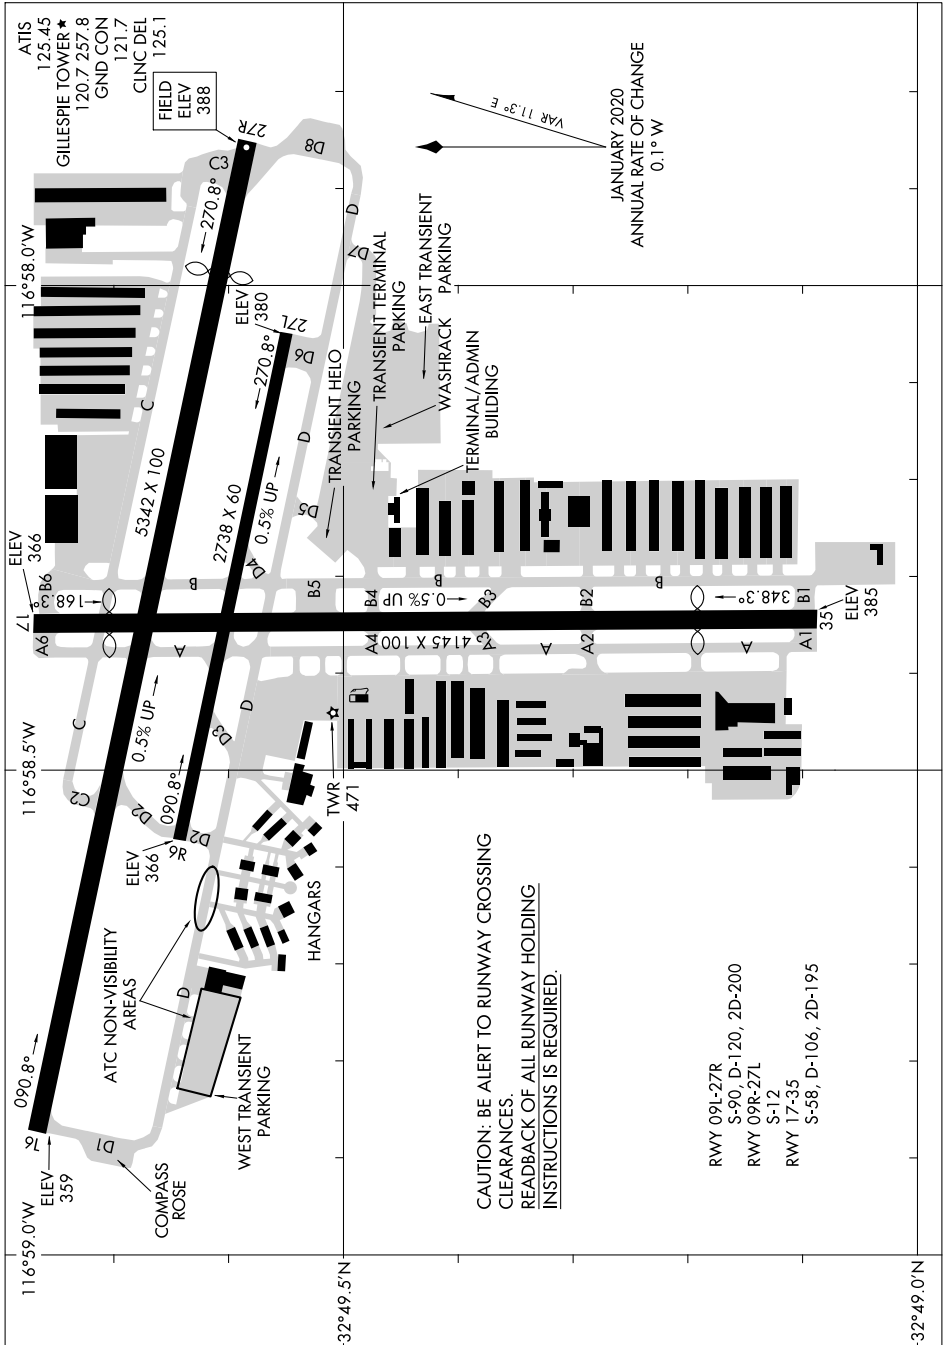 ATIS
125.45
GILLESPIE TOWER★
120.7 257.8
GND CON
121.7
CLNC DEL
125.1
FIELD
ELEV
388
27R
D8
C3
270.8°
116°58.0'W
VAR 11.3° E
JANUARY 2020
ANNUAL RATE OF CHANGE
0.1° W
D
D7
ELEV
380
27L
D6
270.8°
EAST TRANSIENT
PARKING
TRANSIENT TERMINAL
PARKING
WASHRACK
TERMINAL/ADMIN
BUILDING
TRANSIENT HELO
PARKING
C
D
D5
5342 X 100
2738 X 60
0.5% UP
D4
ELEV
366
17
B6
168.3°
B
B5
B4
B
B3
B2
B
B1
0.5% UP
348.3°
35
ELEV
385
4145 X 100
A6
A
A4
A3
A
A2
A
A1
0.5% UP
C
D
D3
116°58.5'W
C2
D2
090.8°
D2
9R
ELEV
366
TWR
471
HANGARS
ATC NON-VISIBILITY
AREAS
D
WEST TRANSIENT
PARKING
090.8°
9L
ELEV
359
D1
COMPASS
ROSE
CAUTION: BE ALERT TO RUNWAY CROSSING
CLEARANCES.
READBACK OF ALL RUNWAY HOLDING
INSTRUCTIONS IS REQUIRED.
RWY 09L-27R
S-90, D-120, 2D-200
RWY 09R-27L
S-12
RWY 17-35
S-58, D-106, 2D-195
116°59.0'W
32°49.5'N
32°49.0'N